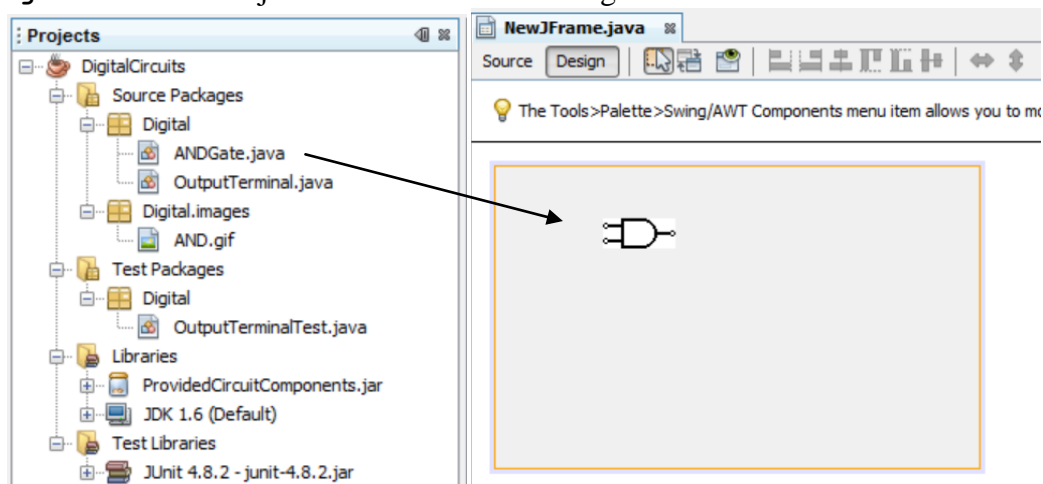 Projects
DigitalCircuits
Source Packages
Digital
ANDGate.java
OutputTerminal.java
Digital.images
AND.gif
Test Packages
Digital
OutputTerminalTest.java
Libraries
ProvidedCircuitComponents.jar
JDK 1.6 (Default)
Test Libraries
JUnit 4.8.2 - junit-4.8.2.jar
NewJFrame.java
Source Design
The Tools>Palette>Swing/AWT Components menu item allows you to mo